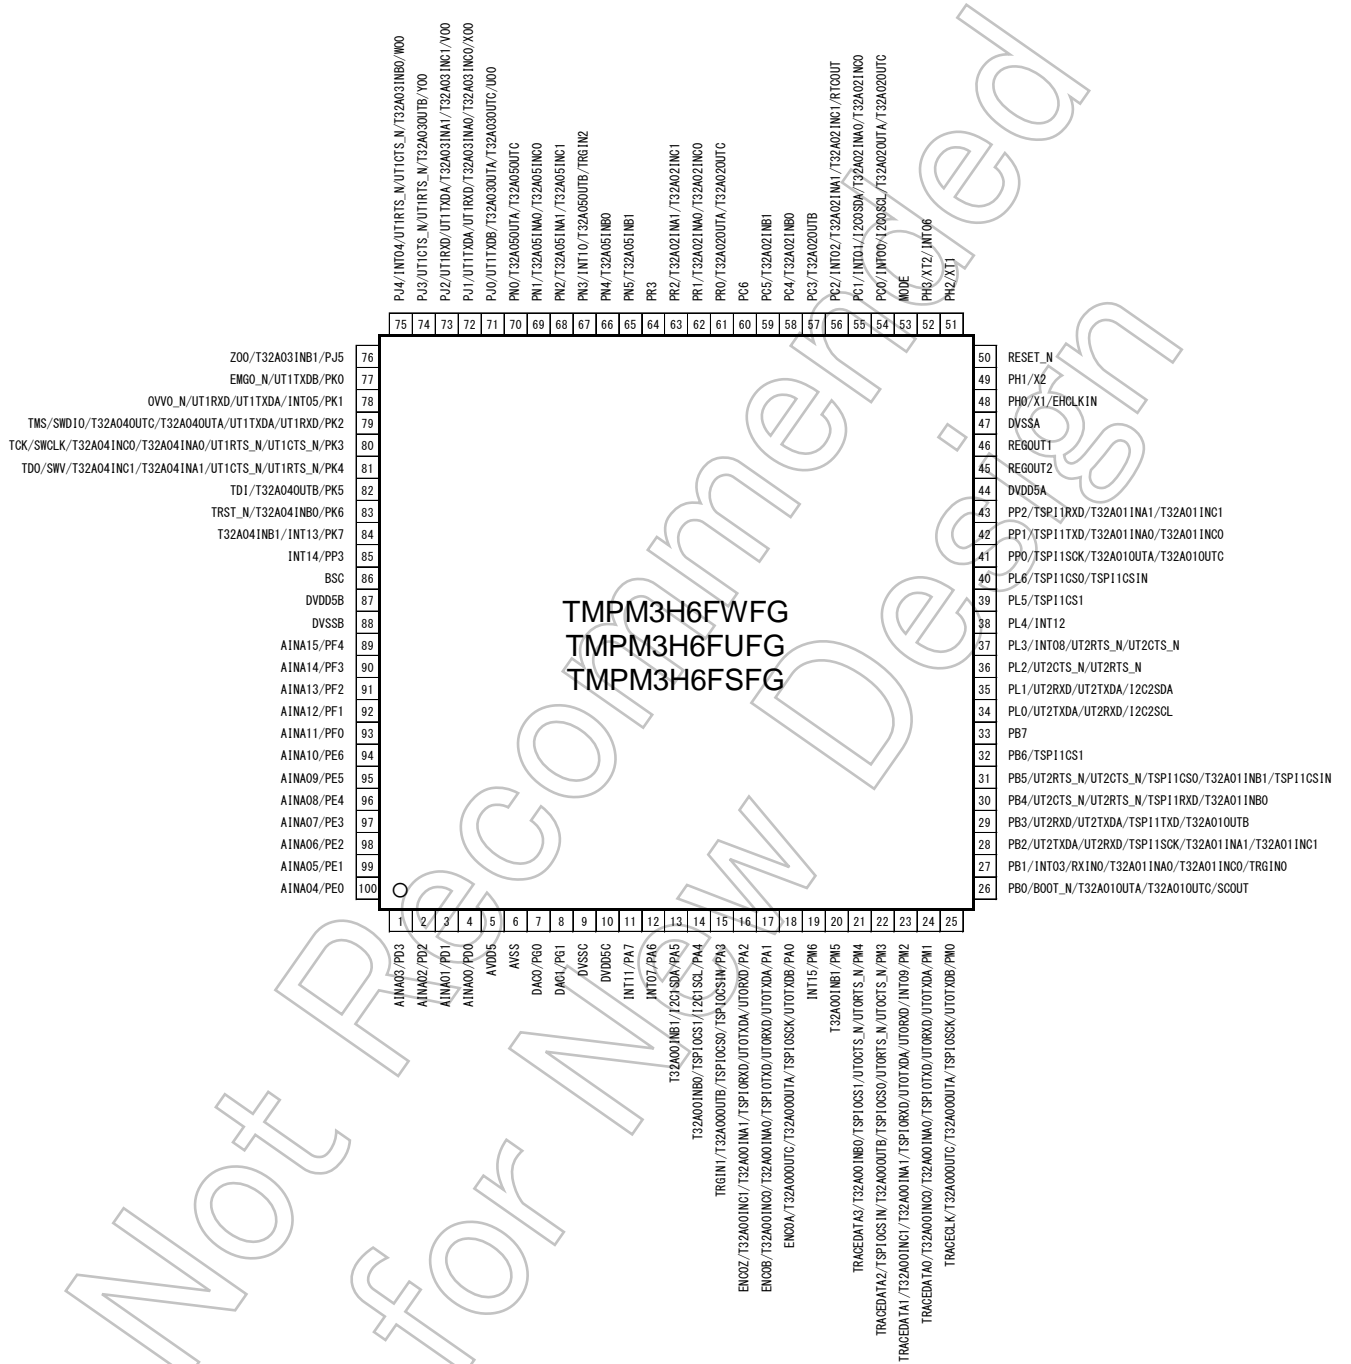 PJ4/INT04/UT1RTS_N/UT1CTS_N/T32A03INB0/WO0
PJ3/UT1CTS_N/UT1RTS_N/T32A03OUTB/YO0
PJ2/UT1RXD/UT1TXDA/T32A03INA1/T32A03INC1/VO0
PJ1/UT1TXDA/UT1RXD/T32A03INA0/T32A03INC0/XO0
PJ0/UT1TXDB/T32A03OUTA/T32A03OUTC/UO0
PN0/T32A05OUTA/T32A05OUTC
PN1/T32A05INA0/T32A05INC0
PN2/T32A05INA1/T32A05INC1
PN3/INT10/T32A05OUTB/TRGIN2
PN4/T32A05INB0
PN5/T32A05INB1
PR3
PR2/T32A02INA1/T32A02INC1
PR1/T32A02INA0/T32A02INC0
PR0/T32A02OUTA/T32A02OUTC
PC6
PC5/T32A02INB1
PC4/T32A02INB0
PC3/T32A02OUTB
PC2/INT02/T32A02INA1/T32A02INC1/RTCOUT
PC1/INT01/I2C0SDA/T32A02INA0/T32A02INC0
PC0/INT00/I2C0SCL/T32A02OUTA/T32A02OUTC
MODE
PH3/XT2/INT06
PH2/XT1
75 74 73 72 71 70 69 68 67 66 65 64 63 62 61 60 59 58 57 56 55 54 53 52 51
ZO0/T32A03INB1/PJ5 76
EMG0_N/UT1TXDB/PK0 77
OVV0_N/UT1RXD/UT1TXDA/INT05/PK1 78
TMS/SWDIO/T32A04OUTC/T32A04OUTA/UT1TXDA/UT1RXD/PK2 79
TCK/SWCLK/T32A04INC0/T32A04INA0/UT1RTS_N/UT1CTS_N/PK3 80
TDO/SWV/T32A04INC1/T32A04INA1/UT1CTS_N/UT1RTS_N/PK4 81
TDI/T32A04OUTB/PK5 82
TRST_N/T32A04INB0/PK6 83
T32A04INB1/INT13/PK7 84
INT14/PP3 85
BSC 86
DVDD5B 87
DVSSB 88
AINA15/PF4 89
AINA14/PF3 90
AINA13/PF2 91
AINA12/PF1 92
AINA11/PF0 93
AINA10/PE6 94
AINA09/PE5 95
AINA08/PE4 96
AINA07/PE3 97
AINA06/PE2 98
AINA05/PE1 99
AINA04/PE0 100
TMPM3H6FWFG
TMPM3H6FUFG
TMPM3H6FSFG
50 RESET_N
49 PH1/X2
48 PH0/X1/EHCLKIN
47 DVSSA
46 REGOUT1
45 REGOUT2
44 DVDD5A
43 PP2/TSPI1RXD/T32A01INA1/T32A01INC1
42 PP1/TSPI1TXD/T32A01INA0/T32A01INC0
41 PP0/TSPI1SCK/T32A01OUTA/T32A01OUTC
40 PL6/TSPI1CS0/TSPI1CSIN
39 PL5/TSPI1CS1
38 PL4/INT12
37 PL3/INT08/UT2RTS_N/UT2CTS_N
36 PL2/UT2CTS_N/UT2RTS_N
35 PL1/UT2RXD/UT2TXDA/I2C2SDA
34 PL0/UT2TXDA/UT2RXD/I2C2SCL
33 PB7
32 PB6/TSPI1CS1
31 PB5/UT2RTS_N/UT2CTS_N/TSPI1CS0/T32A01INB1/TSPI1CSIN
30 PB4/UT2CTS_N/UT2RTS_N/TSPI1RXD/T32A01INB0
29 PB3/UT2RXD/UT2TXDA/TSPI1TXD/T32A01OUTB
28 PB2/UT2TXDA/UT2RXD/TSPI1SCK/T32A01INA1/T32A01INC1
27 PB1/INT03/RXIN0/T32A01INA0/T32A01INC0/TRGIN0
26 PB0/BOOT_N/T32A01OUTA/T32A01OUTC/SCOUT
1 2 3 4 5 6 7 8 9 10 11 12 13 14 15 16 17 18 19 20 21 22 23 24 25
AINA03/PD3
AINA02/PD2
AINA01/PD1
AINA00/PD0
AVDD5
AVSS
DAC0/PG0
DAC1/PG1
DVSSC
DVDD5C
INT11/PA7
INT07/PA6
T32A00INB1/I2C1SDA/PA5
T32A00INB0/TSPI0CS1/I2C1SCL/PA4
TRGIN1/T32A00OUTB/TSPI0CS0/TSPI0CSIN/PA3
ENC0Z/T32A00INC1/T32A00INA1/TSPI0RXD/UT0TXDA/UT0RXD/PA2
ENC0B/T32A00INC0/T32A00INA0/TSPI0TXD/UT0RXD/UT0TXDA/PA1
ENC0A/T32A00OUTC/T32A00OUTA/TSPI0SCK/UT0TXDB/PA0
INT15/PM6
T32A00INB1/PM5
TRACEDATA3/T32A00INB0/TSPI0CS1/UT0CTS_N/UT0RTS_N/PM4
TRACEDATA2/TSPI0CSIN/T32A00OUTB/TSPI0CS0/UT0RTS_N/UT0CTS_N/PM3
TRACEDATA1/T32A00INC1/T32A00INA1/TSPI0RXD/UT0TXDA/UT0RXD/INT09/PM2
TRACEDATA0/T32A00INC0/T32A00INA0/TSPI0TXD/UT0RXD/UT0TXDA/PM1
TRACECLK/T32A00OUTC/T32A00OUTA/TSPI0SCK/UT0TXDB/PM0
Not Recommended
for New Design